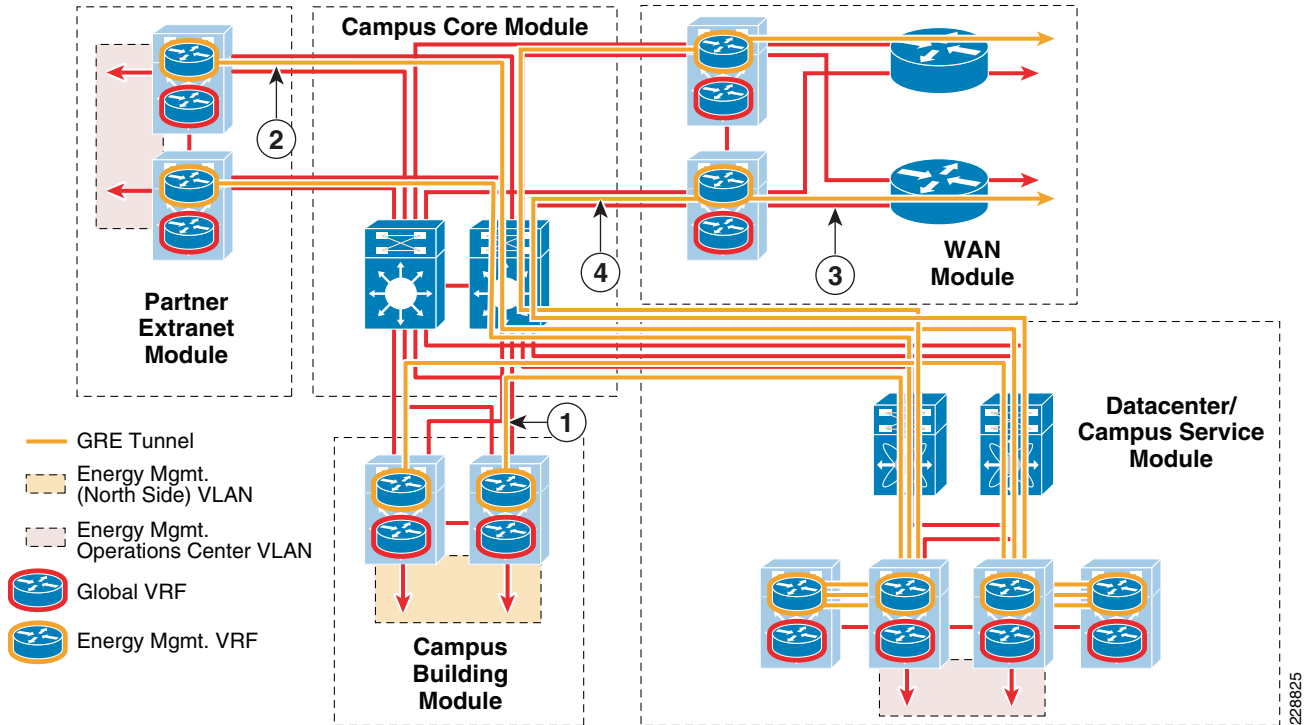 Campus Core Module
2
4
3
WAN
Module
Partner
Extranet
Module
1
Datacenter/
Campus Service
Module
GRE Tunnel
Energy Mgmt.
(North Side) VLAN
Energy Mgmt.
Operations Center VLAN
Global VRF
Energy Mgmt. VRF
Campus
Building
Module
228825